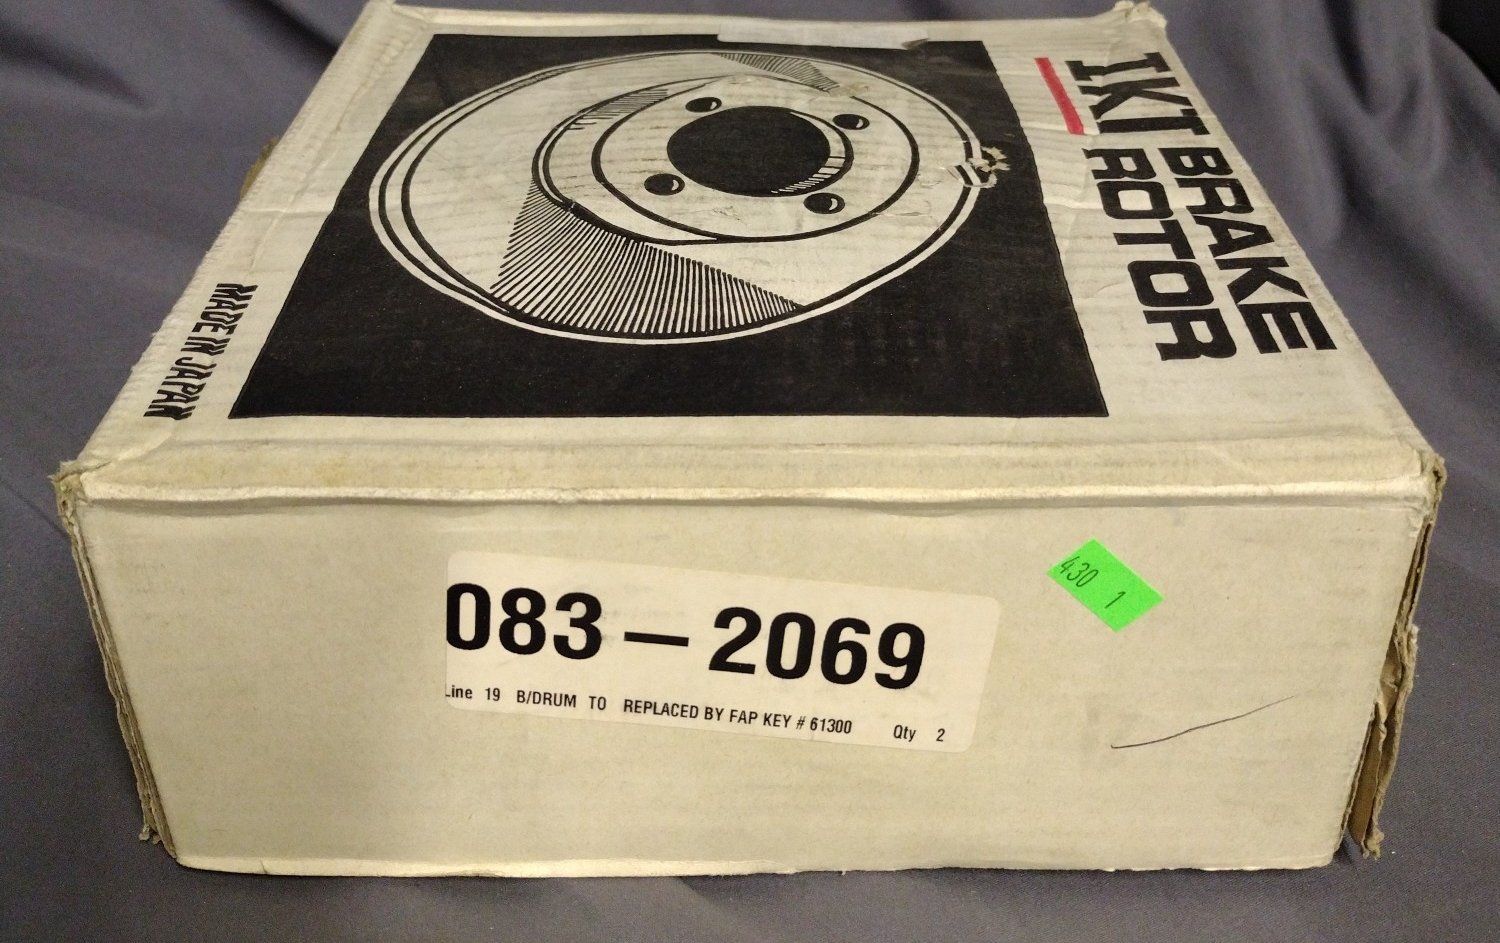 IKI BRAKE
ROTOR
MADE IN JAPAN
083-2069
Line 19 B/DRUM TO REPLACED BY FAP KEY # 61300 Qty 2
430 1